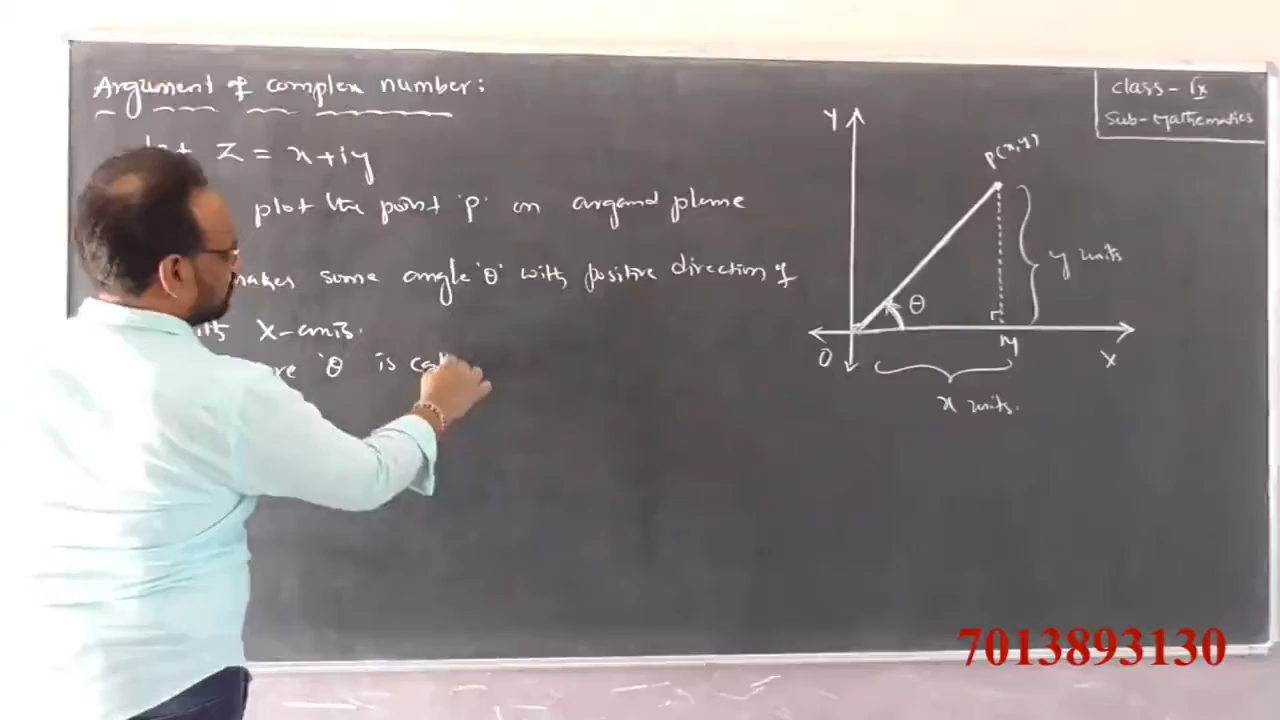 Argument of complex number:
Z = x+iy
plot the point 'P' on argand plane
makes some angle 'θ' with positive direction of
X-axis.
'θ' is
Class - IX
Sub-Mathematics
Y
P(x,y)
y units
θ
O
M
X
x units.
7013893130